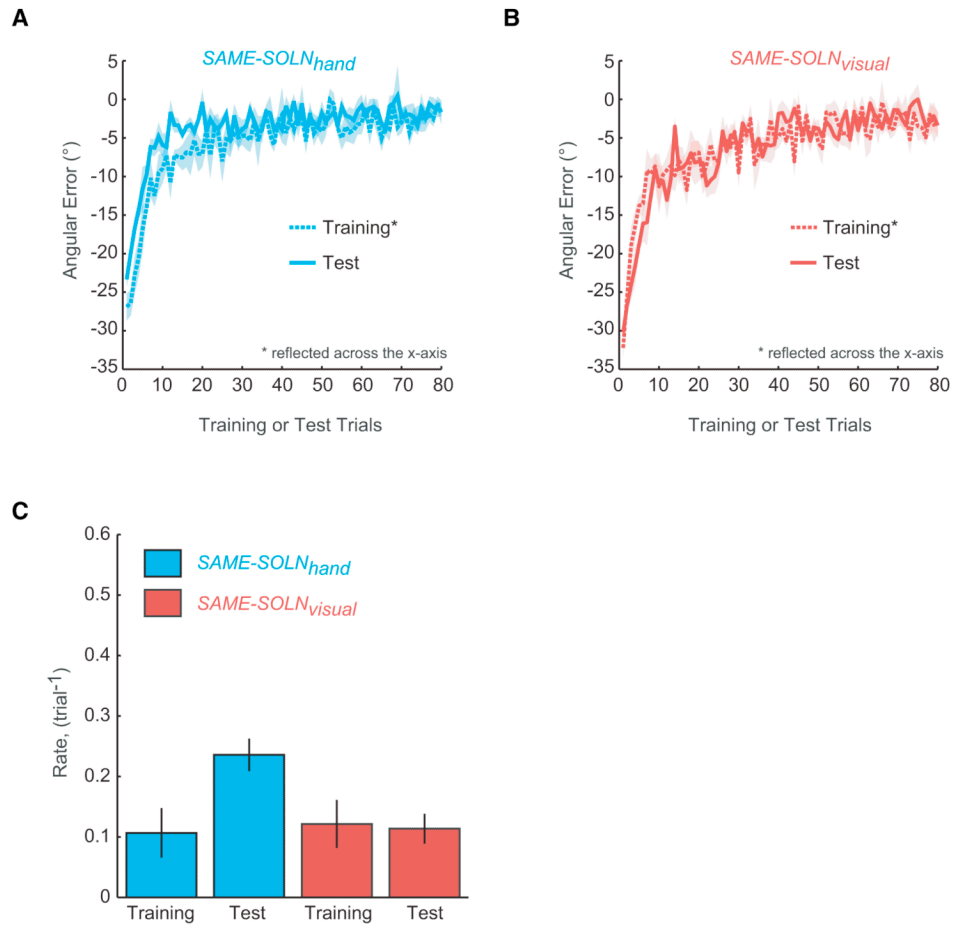 A
SAME-SOLNhand
5
0
-5
-10
-15
-20
-25
-30
-35
Angular Error (°)
Training*
Test
* reflected across the x-axis
0 10 20 30 40 50 60 70 80
Training or Test Trials
B
SAME-SOLNvisual
5
0
-5
-10
-15
-20
-25
-30
-35
Angular Error (°)
Training*
Test
* reflected across the x-axis
0 10 20 30 40 50 60 70 80
Training or Test Trials
C
0.6
0.5
0.4
0.3
0.2
0.1
0
Rate, (trial-1)
SAME-SOLNhand
SAME-SOLNvisual
Training Test Training Test